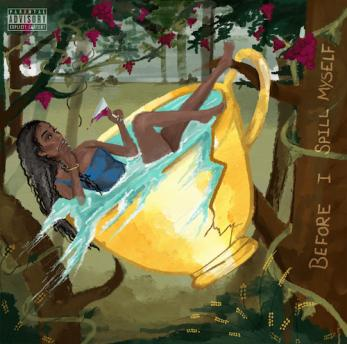 PARENTAL
ADVISORY
EXPLICIT CONTENT
BEFORE I SPILL MYSELF